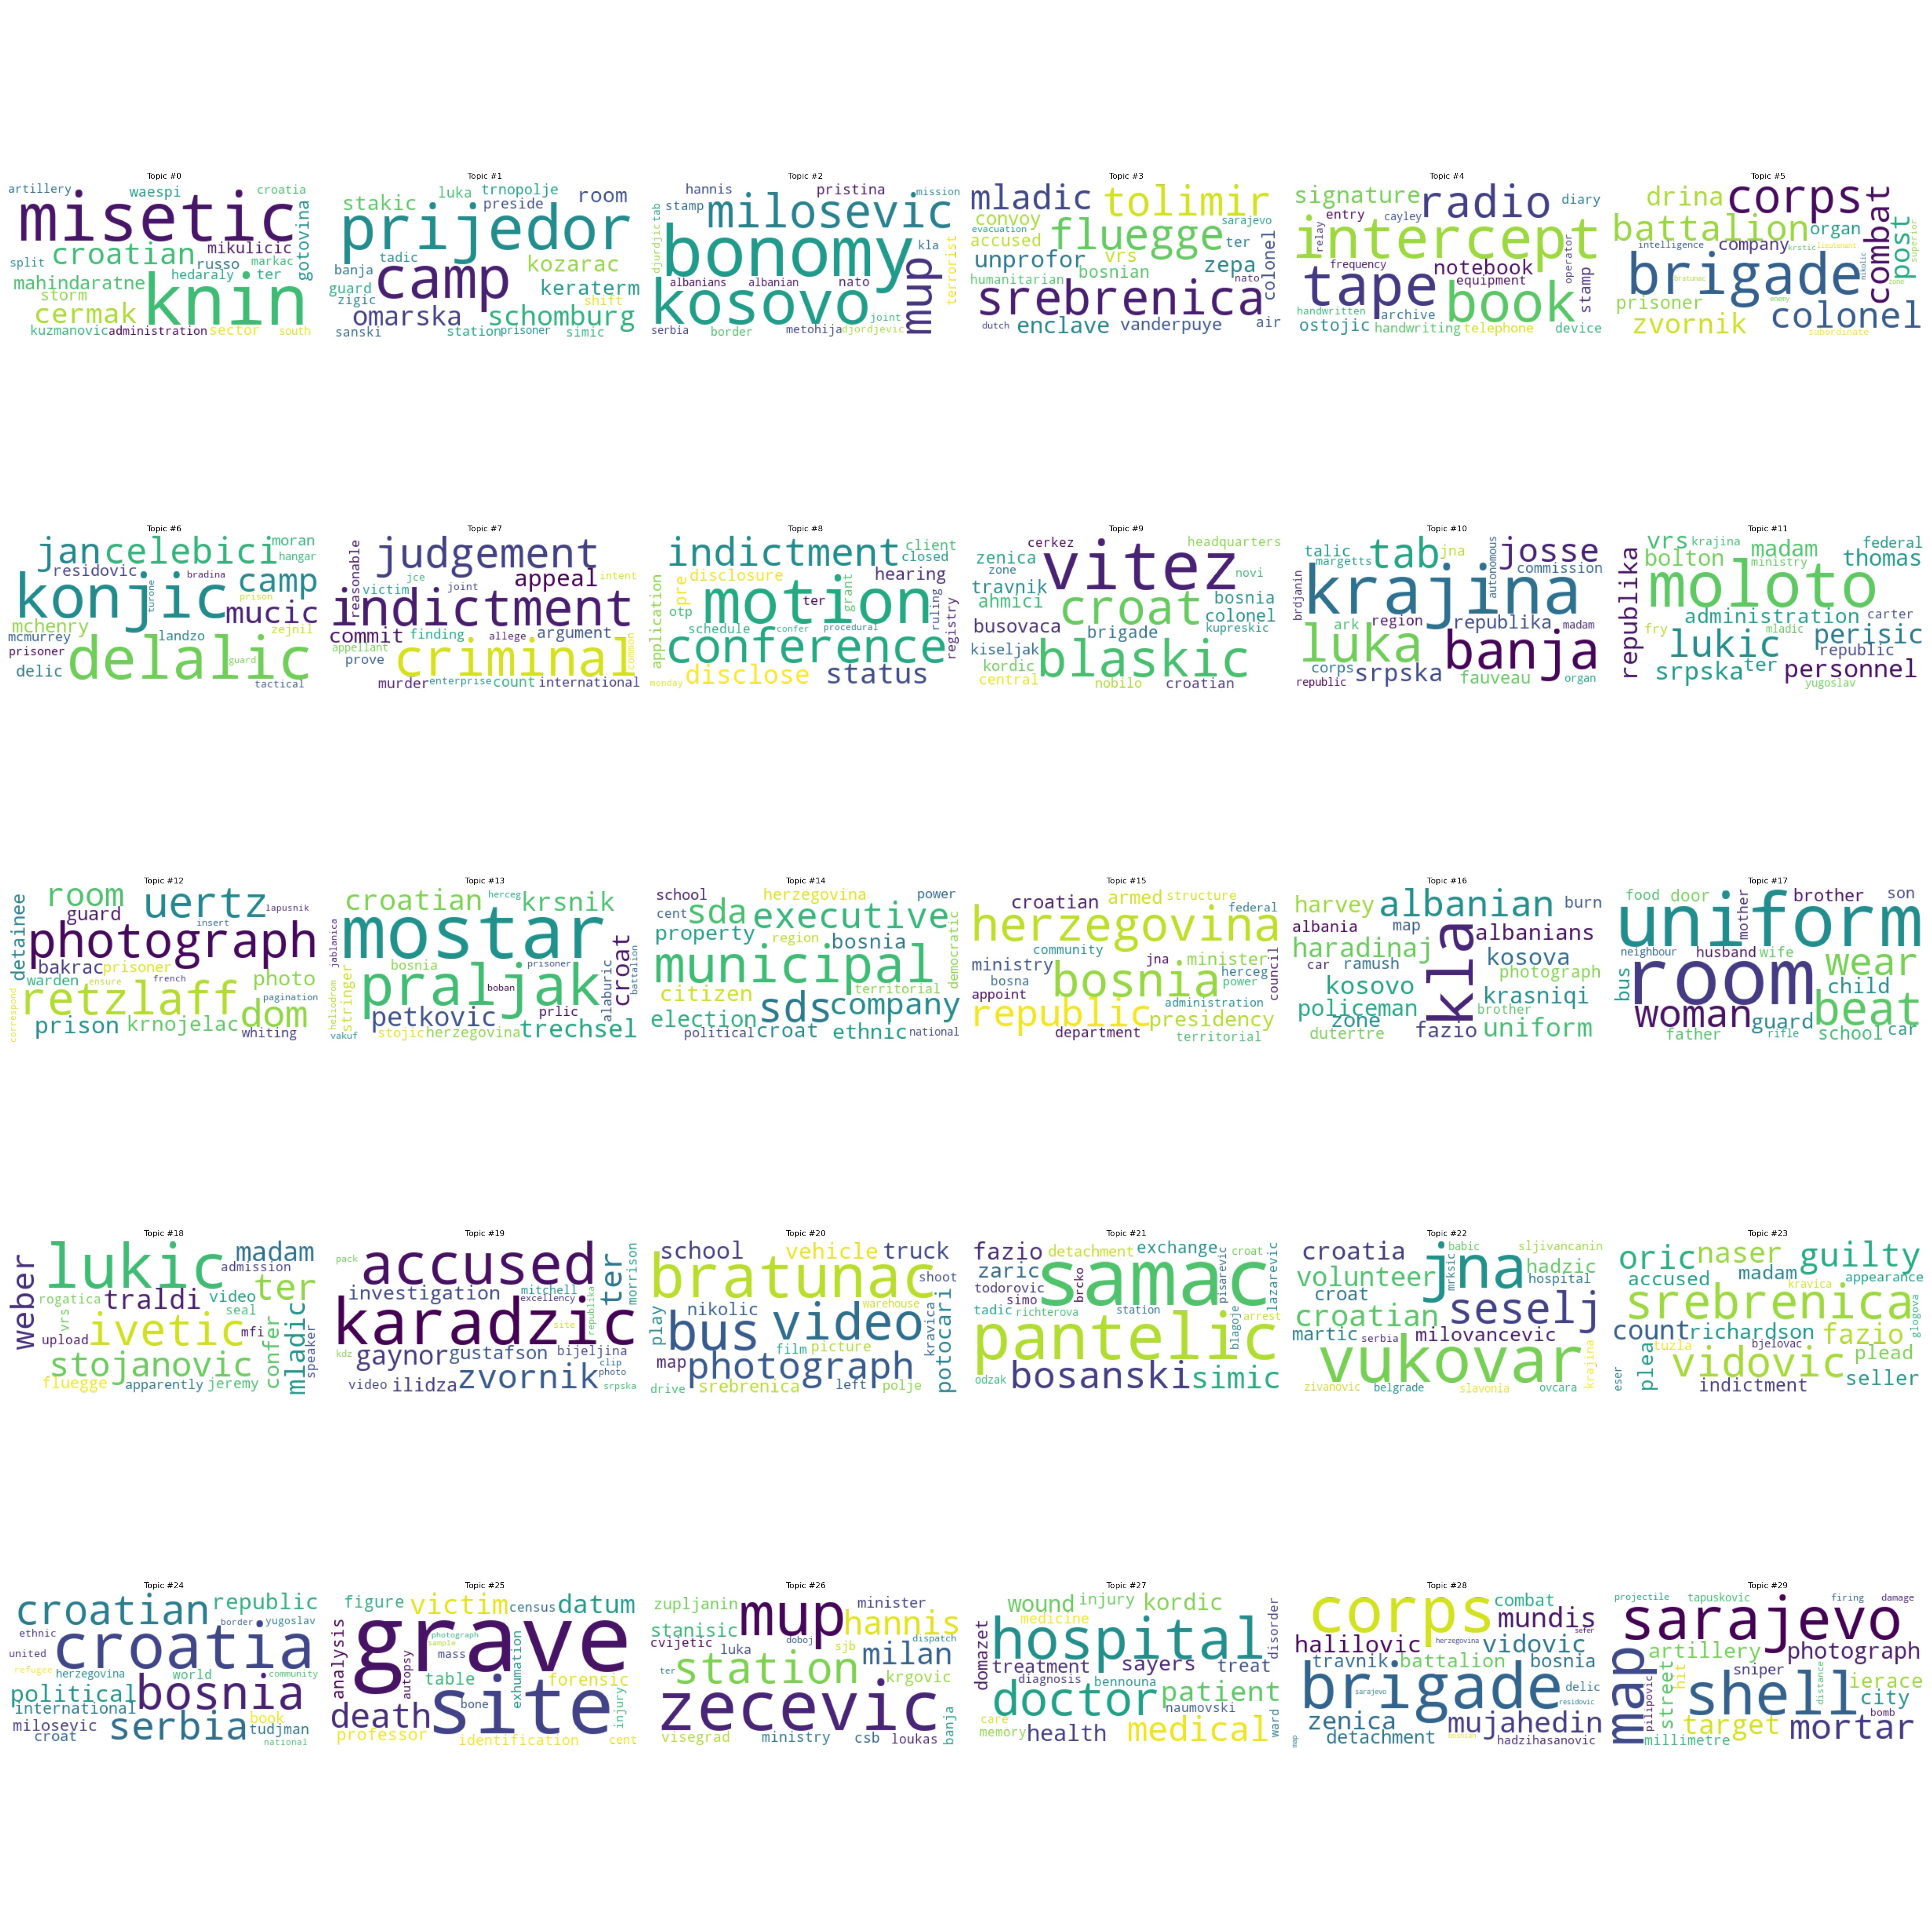 Topic #0
artillery waespi croatia
misetic
croatian gotovina
mikulicic
split russo markac
mahindaratne hedaraiy ter
storm knin
cermak
kuzmanovic administration sector south
Topic #1
luka trnopolje room
stakic preside
prijedor
tadic
banja camp kozarac
guard keraterm
zigic shift
omarska schomburg
sanski station prisoner simic
Topic #2
hannis pristina mission
stamp milosevic
djurdjic tab bonomy kla
terrorist
albanians albanian nato mup
kosovo joint
serbia border metohija djordjevic
Topic #3
mladic tolimir
convoy sarajevo
evacuation fluegge
accused vrs ter
unprofor bosnian zepa colonel
humanitarian nato
srebrenica
dutch enclave vanderpuye air
Topic #4
signature radio diary
entry cayley
relay intercept operator
frequency notebook
tape equipment stamp
book
handwritten archive device
ostojic handwriting telephone
Topic #5
drina corps combat
battalion organ post superior
intelligence company krstic lieutenant
brigade nikolic zone
bratunac
prisoner enemy
zvornik colonel
subordinate
Topic #6
jan celebici moran
hangar
residovic bradina camp
konjic turone prison
mchenry mucic
mcmurrey landzo zejnil
prisoner delalic
guard
delic tactical
Topic #7
judgement
reasonable jce appeal intent
victim joint
indictment
commit finding allege argument common
appellant
prove criminal
murder enterprise count international
Topic #8
indictment client
closed
application pre disclosure hearing
motion ter grant ruling registry
otp
schedule confer procedural
conference
monday disclose status
Topic #9
cerkez headquarters
zenica vitez
zone novi
travnik bosnia
ahmici croat colonel
busovaca brigade kupreskic
kiseljak
kordic blaskic
central nobilo croatian
Topic #10
talic tab jna autonomous josse
margetts commission
brdjanin krajina
ark region republika madam
luka banja
corps srpska
republic fauveau organ
Topic #11
republika vrs krajina madam federal
bolton ministry thomas
moloto
administration carter
fry mladic
lukic perisic
republic
srpska ter personnel
yugoslav
Topic #12
room uertz lapusnik
detainee guard insert
photograph
bakrac prisoner
warden french photo
correspond ensure pagination
retzlaff dom
prison krnojelac whiting
Topic #13
croatian herceg krsnik
jablanica mostar
bosnia prisoner croat
heliodrom stringer praljak battalion
boban alaburic
petkovic prlic
vakuf stojic herzegovina trechsel
Topic #14
school herzegovina power
cent sda executive
property region bosnia democratic
municipal
citizen territorial
election sds company
political croat ethnic national
Topic #15
croatian armed structure
federal
herzegovina
community jna minister council
ministry bosnia herceg
bosna power
appoint administration
republic presidency
department territorial
Topic #16
harvey albanian burn
albania map albanians
haradinaj kla
car ramush kosova
kosovo photograph
policeman krasniqi
zone brother
dutertre fazio uniform
Topic #17
food door mother brother son
uniform
neighbour husband wife
bus room wear
child
woman guard beat
father rifle school car
Topic #18
weber lukic madam
admission ter
rogatica traldi video
vrs seal
upload ivetic mfi confer mladic
stojanovic speaker
fluegge apparently jeremy
Topic #19
pack accused ter morrison
investigation mitchell
excellency republika
karadzic
site
kdz gaynor gustafson bijeljina
clip
video ilidza zvornik photo
srpska
Topic #20
school vehicle truck
bratunac shoot
play nikolic warehouse kravica potocari
bus video
film picture
map photograph
drive srebrenica left polje
Topic #21
fazio detachment exchange croat
zaric
todorovic samac pisarevic lazarevic
simo brcko
tadic richterova station blagoje arrest
pantelic
odzak bosanski simic
Topic #22
croatia babic sljivancanin
volunteer jna hadzic
croat mrksic hospital
croatian seselj
martic serbia milovancevic
vukovar krajina
zivanovic belgrade slavonia ovcara
Topic #23
oric naser guilty
accused madam kravica appearance
srebrenica glogova
count richardson fazio
tuzla bjelovac
eser plea vidovic plead
indictment seller
Topic #24
croatian republic
border yugoslav
ethnic croatia
united
refugee herzegovina world community
political bosnia
international book
milosevic serbia tudjman
croat national
Topic #25
figure victim census datum
analysis grave
photograph
sample
mass exhumation
autopsy table forensic
death bone site injury
professor identification cent
Topic #26
zupljanin mup minister
stanisic hannis
cvijetic luka doboj sjb dispatch
station milan
ter krgovic
zecevic banja
visegrad ministry csb loukas
Topic #27
wound injury kordic
medicine disorder
domazet hospital
treatment sayers treat
diagnosis bennouna
doctor patient
care naumovski ward
memory health medical
Topic #28
corps combat
mundis
sefer
halilovic herzegovina vidovic
travnik battalion bosnia
brigade delic
sarajevo residovic
zenica mujahedin
map detachment bosnian hadzihasanovic
Topic #29
projectile tapuskovic firing damage
sarajevo
map artillery photograph
pilipovic street hit sniper distance ierace
shell city
bomb
target mortar
millimetre